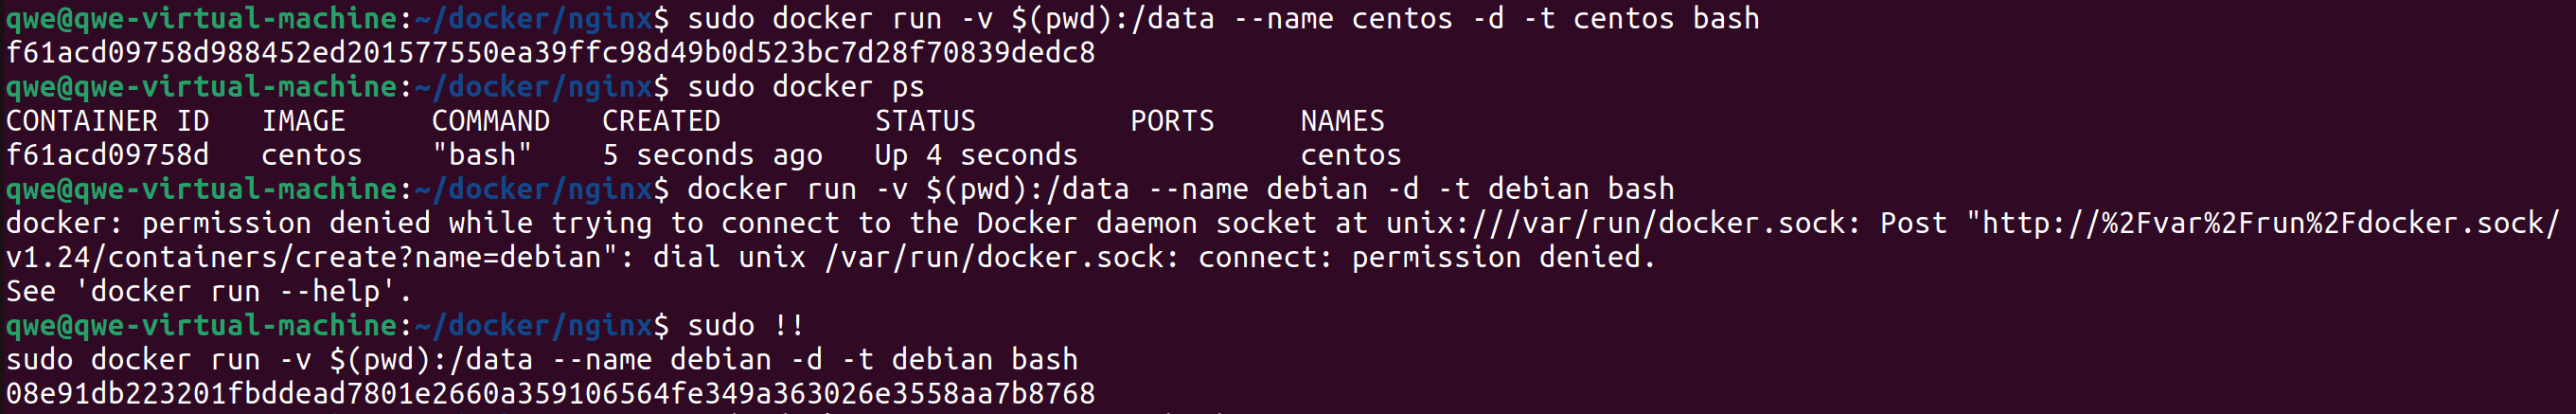 qwe@qwe-virtual-machine:~/docker/nginx$ sudo docker run -v $(pwd):/data --name centos -d -t centos bash
f61acd09758d988452ed201577550ea39ffc98d49b0d523bc7d28f70839dedc8
qwe@qwe-virtual-machine:~/docker/nginx$ sudo docker ps
CONTAINER ID   IMAGE     COMMAND   CREATED         STATUS         PORTS     NAMES
f61acd09758d   centos    "bash"    5 seconds ago   Up 4 seconds             centos
qwe@qwe-virtual-machine:~/docker/nginx$ docker run -v $(pwd):/data --name debian -d -t debian bash
docker: permission denied while trying to connect to the Docker daemon socket at unix:///var/run/docker.sock: Post "http://%2Fvar%2Frun%2Fdocker.sock/
v1.24/containers/create?name=debian": dial unix /var/run/docker.sock: connect: permission denied.
See 'docker run --help'.
qwe@qwe-virtual-machine:~/docker/nginx$ sudo !!
sudo docker run -v $(pwd):/data --name debian -d -t debian bash
08e91db223201fbddead7801e2660a359106564fe349a363026e3558aa7b8768